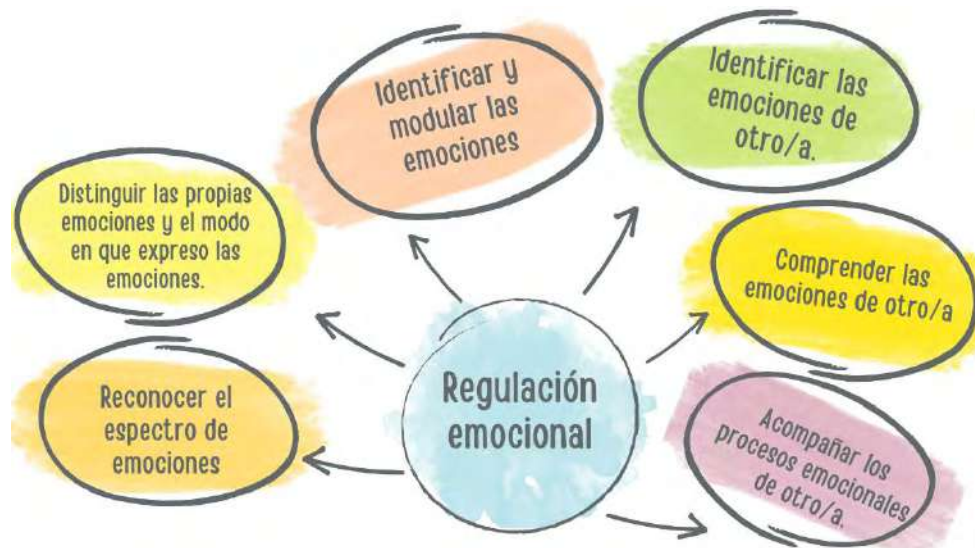 Identificar y
modular las
emociones
Identificar las
emociones de
otro/a.
Distinguir las propias
emociones y el modo
en que expreso las
emociones.
Comprender las
emociones de otro/a
Reconocer el
espectro de
emociones
Regulación
emocional
Acompañar los
procesos emocionales
de otro/a.